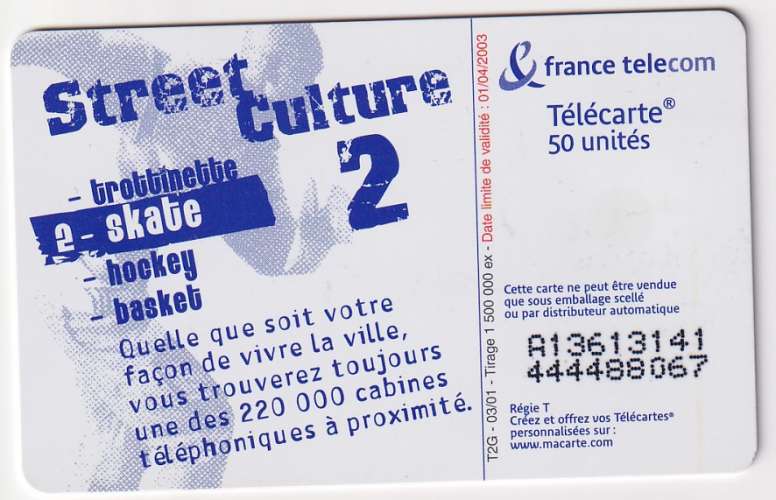 Street
Culture
2
- trottinette
2 - skate
- hockey
- basket
Quelle que soit votre
façon de vivre la ville,
vous trouverez toujours
une des 220 000 cabines
téléphoniques à proximité.
T2G - 03/01 - Tirage 1 500 000 ex - Date limite de validité : 01/04/2003
france telecom
Télécarte®
50 unités
Cette carte ne peut être vendue
que sous emballage scellé
ou par distributeur automatique
A13613141
444488067
Régie T
Créez et offrez vos Télécartes®
personnalisées sur :
www.macarte.com